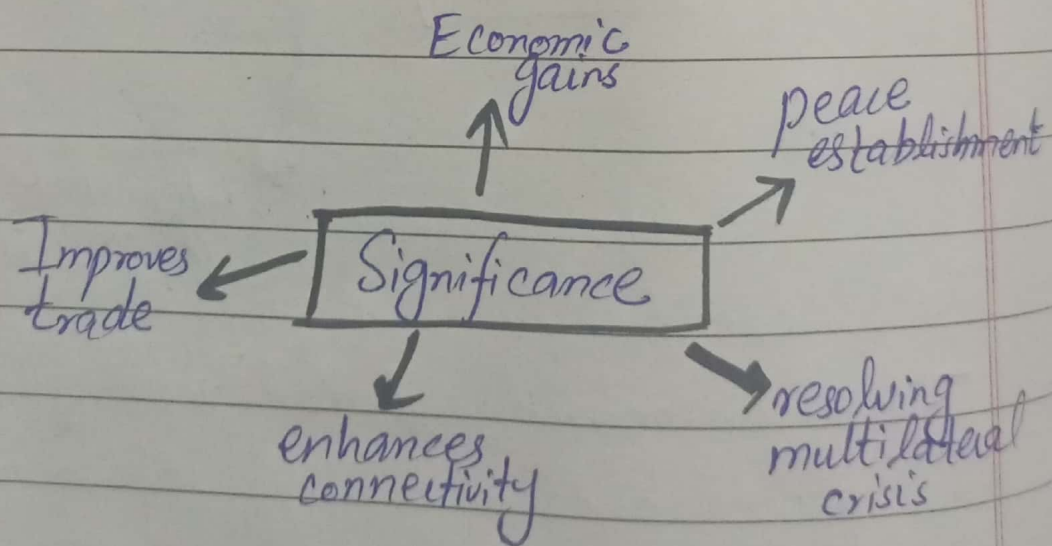 Economic
gains
peace
establishment
Improves
trade
Significance
enhances
connectivity
resolving
multilateral
crisis